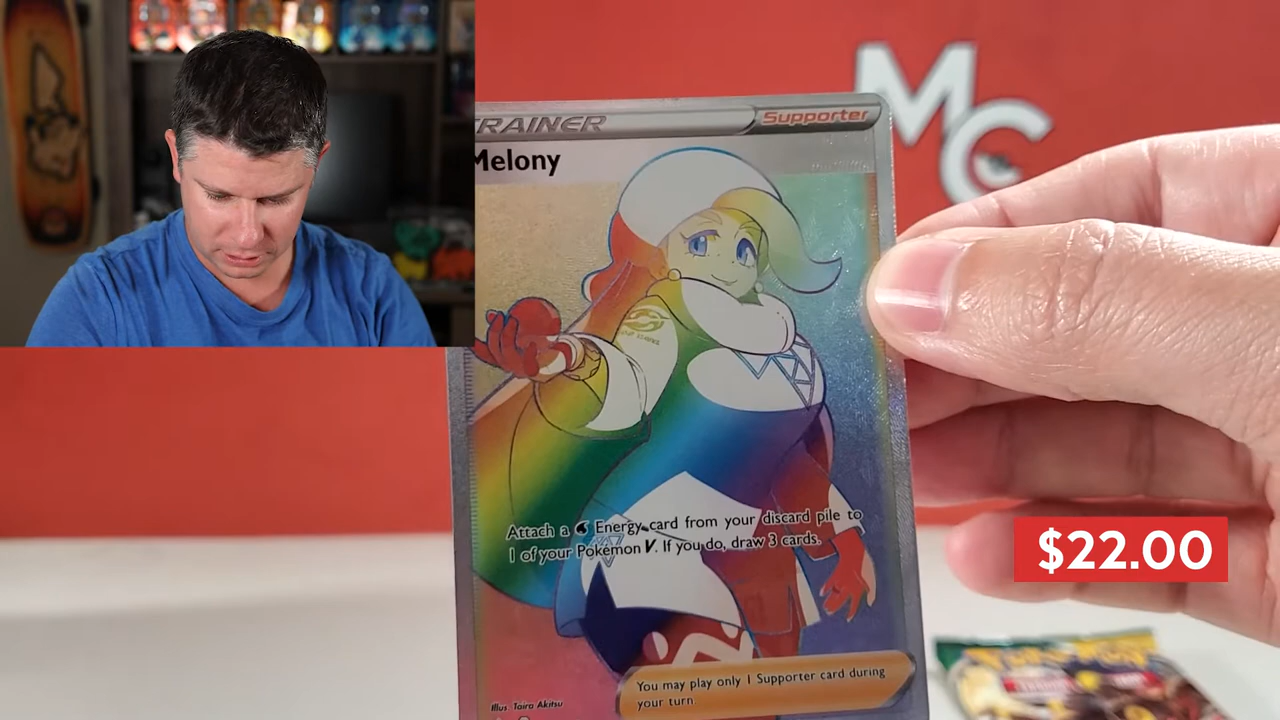 MC
TRAINER
Supporter
Melony
Attach a Energy card from your discard pile to
1 of your Pokémon V. If you do, draw 3 cards.
$22.00
You may play only 1 Supporter card during
your turn.
Illus. Taira Akitsu